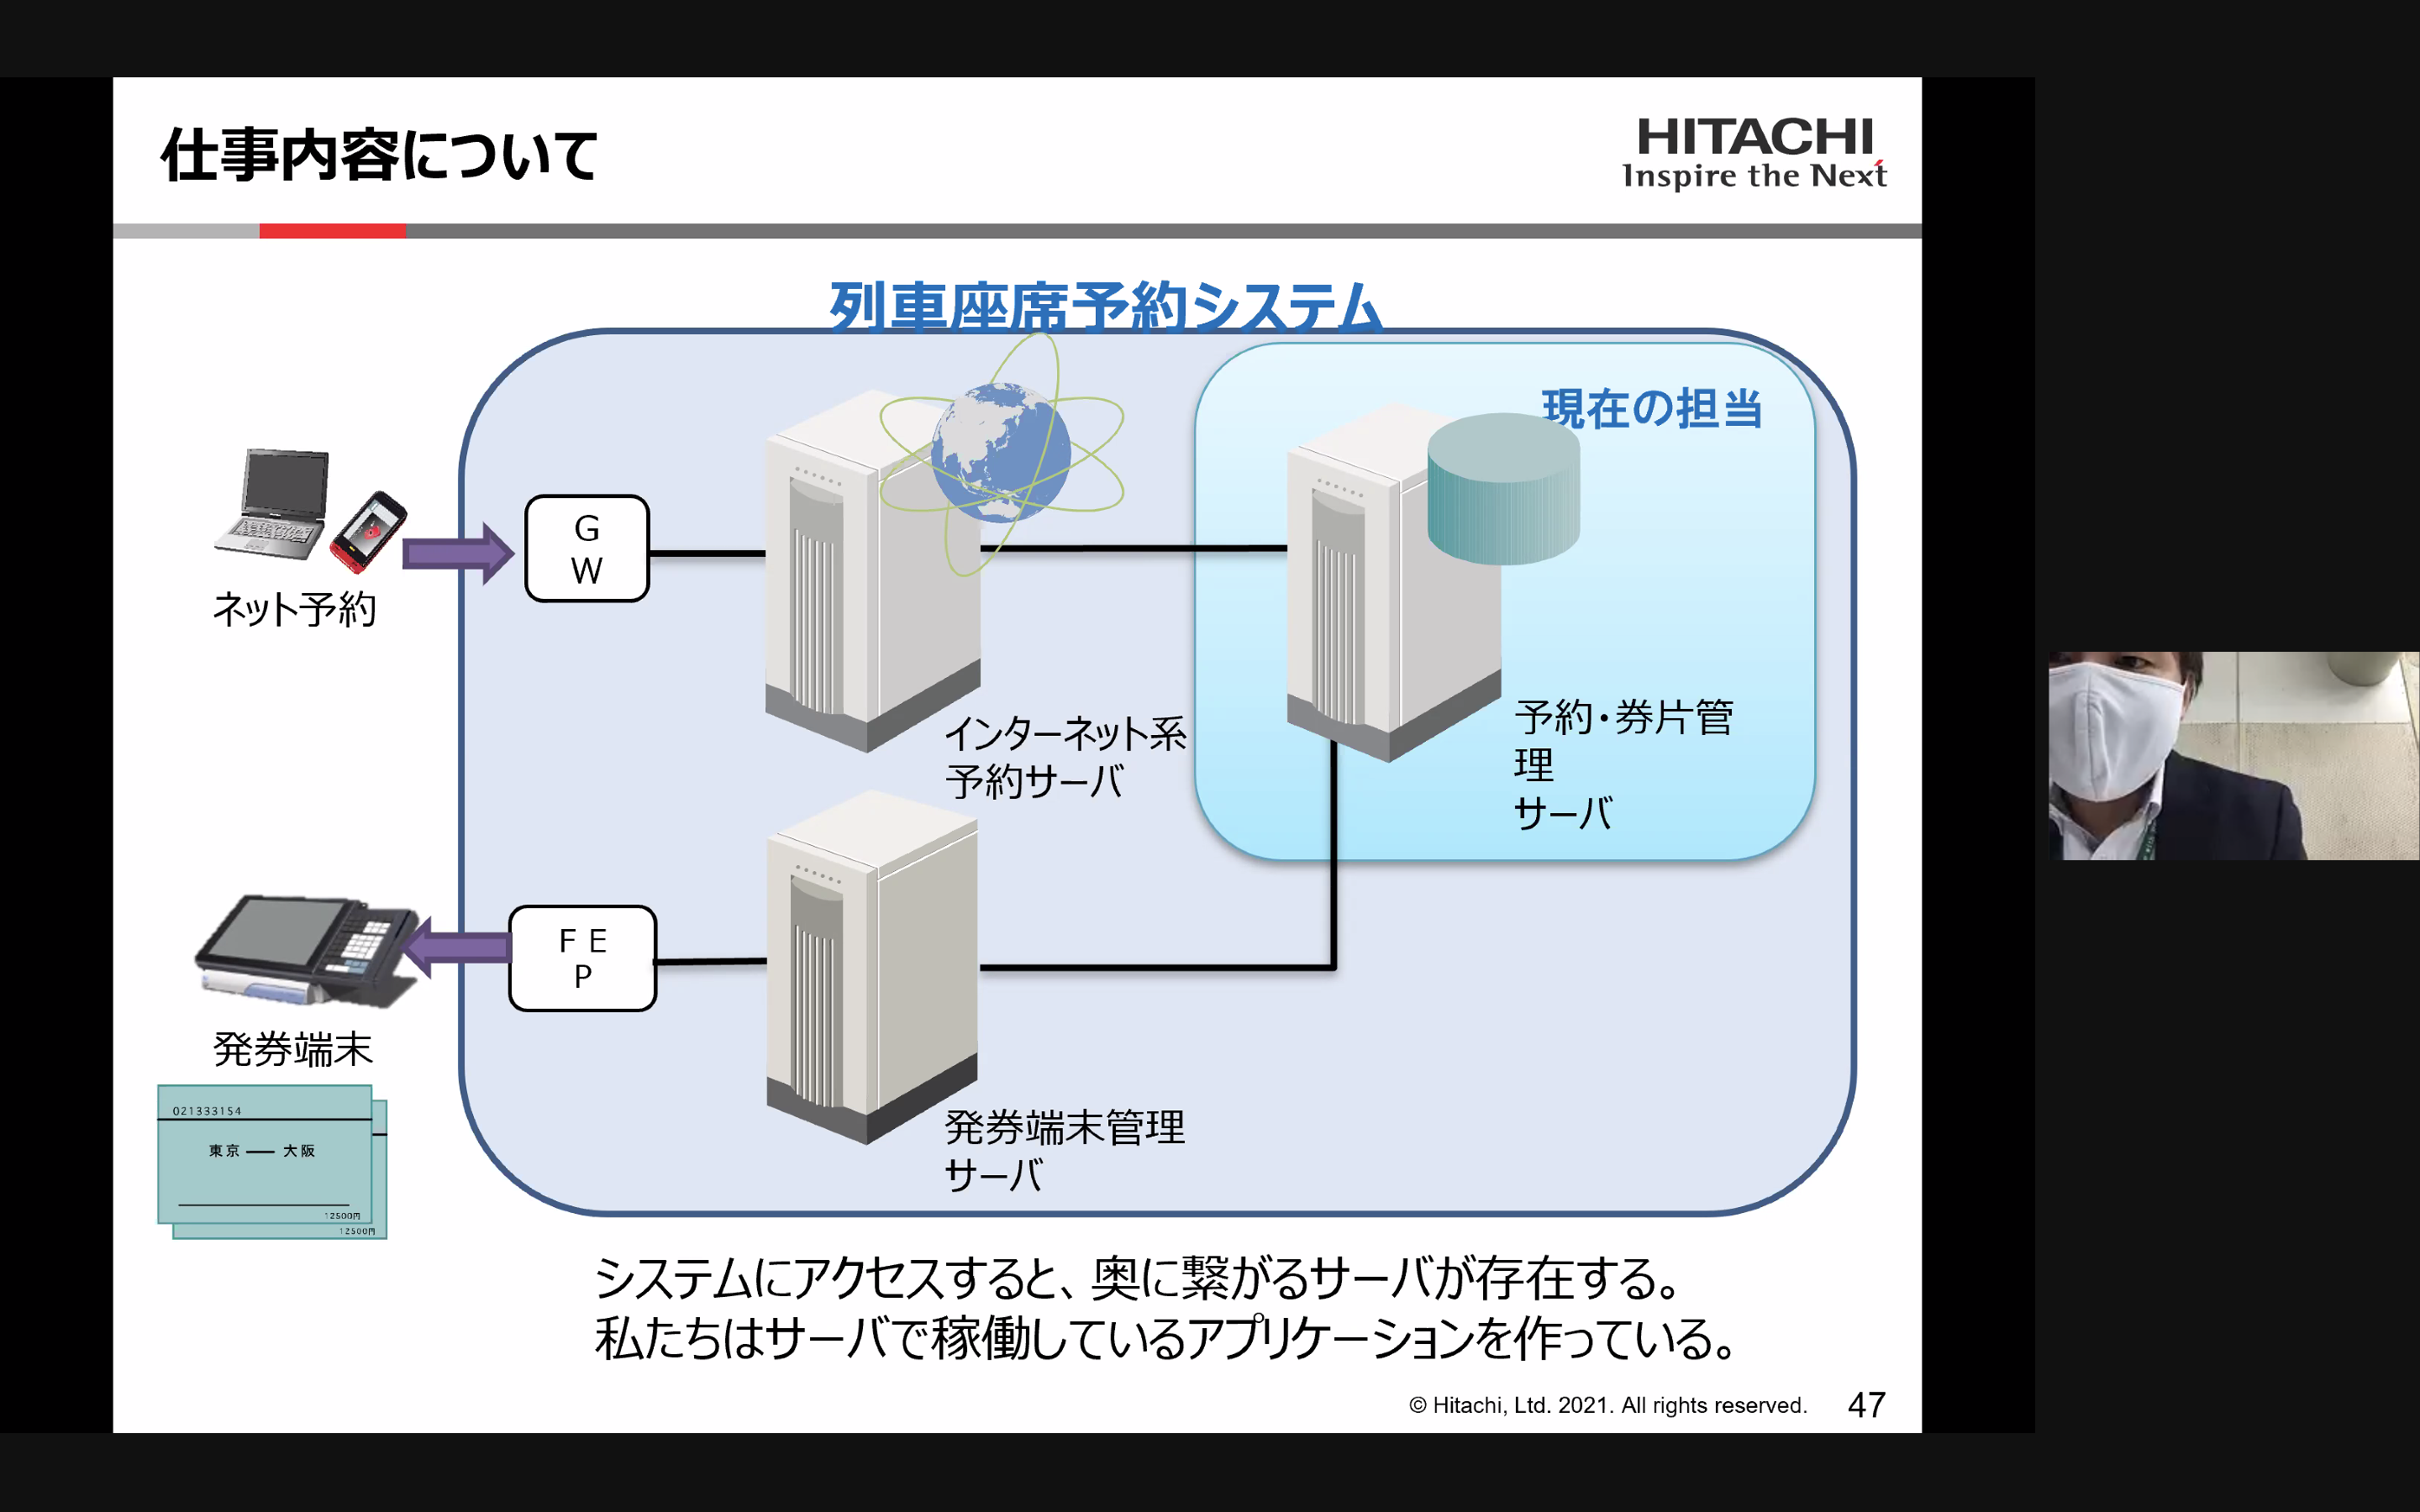 仕事内容について
HITACHI
Inspire the Next
列車座席予約システム
現在の担当
G
W
ネット予約
インターネット系
予約サーバ
予約・券片管
理
サーバ
F E
P
発券端末
発券端末管理
サーバ
021333154
東京 — 大阪
12500円
12500円
システムにアクセスすると、奥に繋がるサーバが存在する。
私たちはサーバで稼働しているアプリケーションを作っている。
© Hitachi, Ltd. 2021. All rights reserved.
47